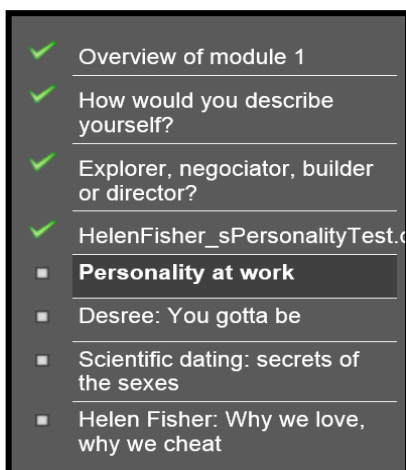 Overview of module 1
How would you describe
yourself?
Explorer, negociator, builder
or director?
HelenFisher_sPersonalityTest.
Personality at work
Desree: You gotta be
Scientific dating: secrets of
the sexes
Helen Fisher: Why we love,
why we cheat